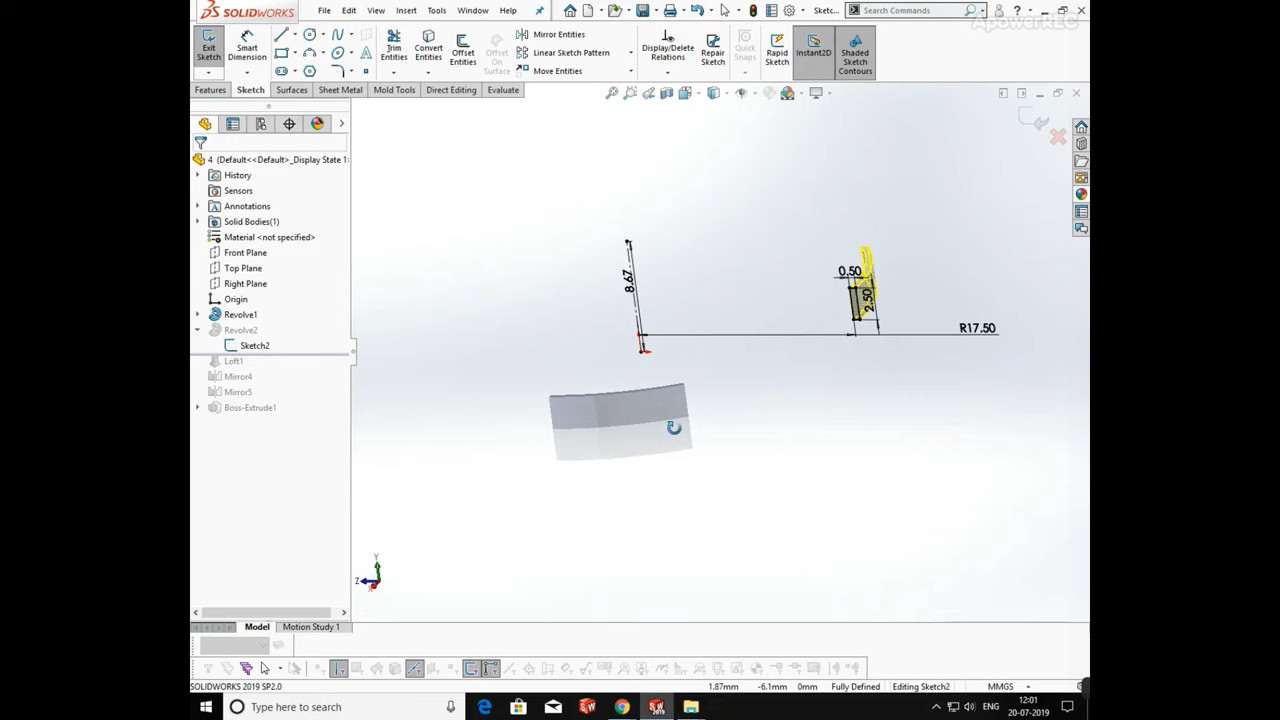 SOLIDWORKS File Edit View Insert Tools Window Help Sketc... ? Search Commands
ApowerREC
Exit Sketch Smart Dimension Trim Entities Convert Entities Offset Entities Offset On Surface Mirror Entities Linear Sketch Pattern Move Entities Display/Delete Relations Repair Sketch Quick Snaps Rapid Sketch Instant2D Shaded Sketch Contours
Features Sketch Surfaces Sheet Metal Mold Tools Direct Editing Evaluate
4 (Default<<Default>_Display State 1>
History
Sensors
Annotations
Solid Bodies(1)
Material <not specified>
Front Plane
Top Plane
Right Plane
Origin
Revolve1
Revolve2
Sketch2
Loft1
Mirror4
Mirror5
Boss-Extrude1
8.67
0.50
2.50
R17.50
Y
Z
X
Model Motion Study 1
SOLIDWORKS 2019 SP2.0 1.87mm -6.1mm 0mm Fully Defined Editing Sketch2 MMGS
Type here to search ENG 12:01
20-07-2019